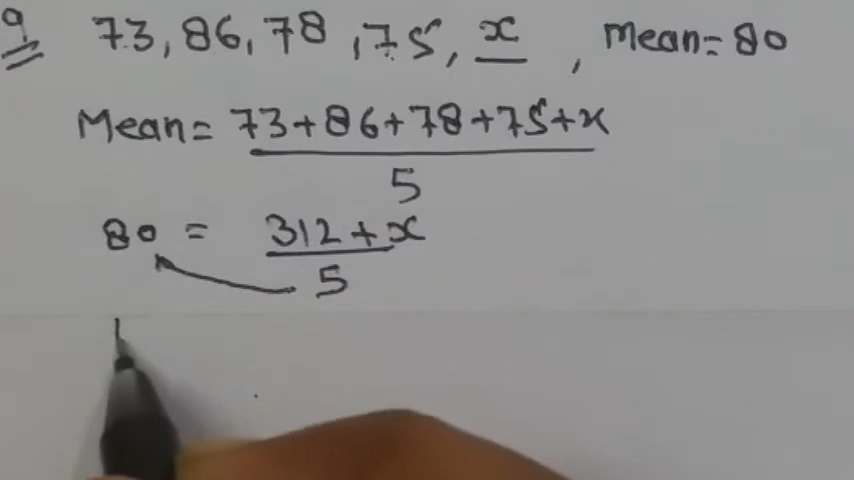 9 73, 86, 78, 75, x, Mean= 80
Mean= 73+86+78+75+x
5
80 = 312+x
5